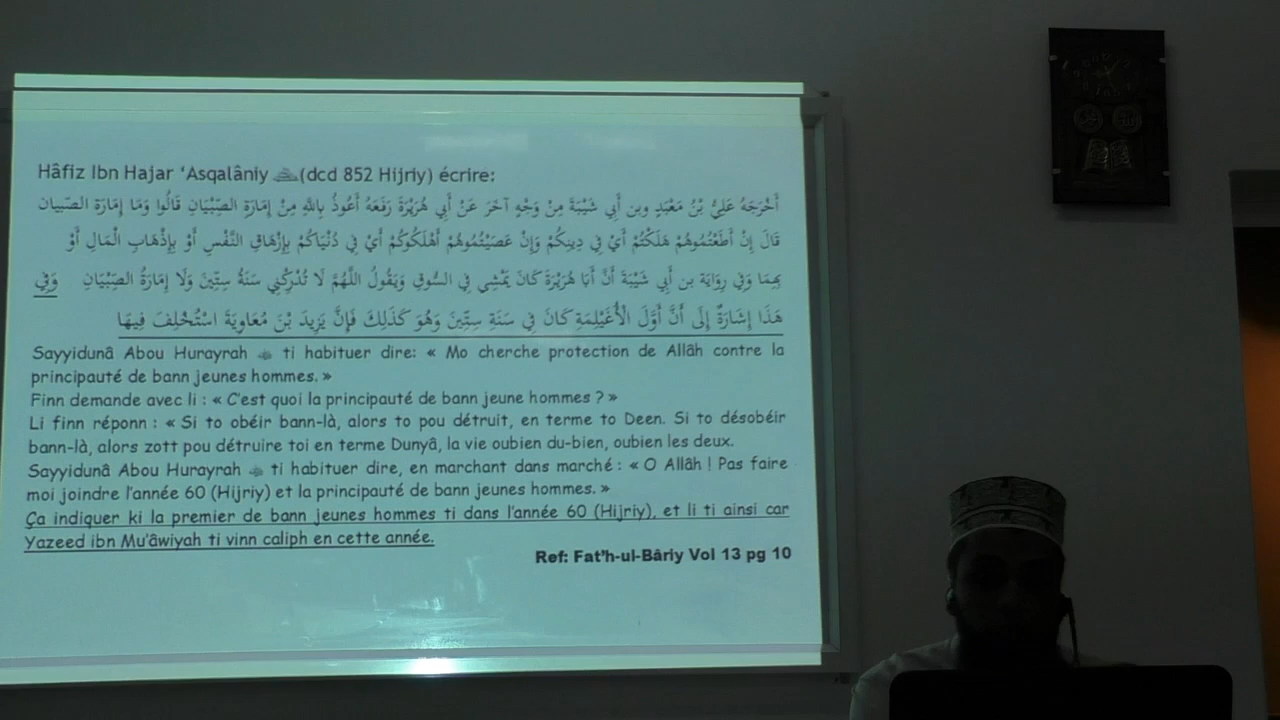 Hâfiz Ibn Hajar ‘Asqalâniy (dcd 852 Hijriy) écrire:
أَخْرَجَهُ عَلِيُّ بْنُ مَعْبَدٍ وبن أَبِي شَيْبَةَ مِنْ وَجْهٍ آخَرَ عَنْ أَبِي هُرَيْرَةَ رَفَعَهُ أَعُوذُ بِاللهِ مِنْ إِمَارَةِ الصِّبْيَانِ قَالُوا وَمَا إِمَارَةِ الصِّبيان
قَالَ إِنْ أَطَعْتُمُوهُمْ هَلَكْتُمْ أَيْ فِي دِينِكُمْ وَإِنْ عَصَيْتُمُوهُمْ أَهْلَكُوكُمْ أَيْ فِي دُنْيَاكُمْ بِإِزْهَاقِ النَّفْسِ أَوْ بِإِذْهَابِ الْمَالِ أَوْ
بِهِمَا وَفِي رِوَايَة بن أَبِي شَيْبَةَ أَنَّ أَبَا هُرَيْرَةَ كَانَ يَمْشِي فِي السُّوقِ وَيَقُولُ اللَّهُمَّ لَا تُدْرِكْنِي سَنَةُ سِتِّينَ وَلَا إِمَارَةُ الصِّبْيَانِ وَفِي
هَذَا إِشَارَةٌ إِلَى أَنَّ أَوَّلَ الْأُغَيْلِمَةِ كَانَ فِي سَنَةِ سِتِّينَ وَهُوَ كَذَلِكَ فَإِنَّ يَزِيدَ بْنَ مُعَاوِيَةَ اسْتُخْلِفَ فِيهَا
Sayyidunâ Abou Hurayrah ti habituer dire: « Mo cherche protection de Allâh contre la
principauté de bann jeunes hommes. »
Finn demande avec li : « C'est quoi la principauté de bann jeune hommes ? »
Li finn réponn : « Si to obéir bann-là, alors to pou détruit, en terme to Deen. Si to désobéir
bann-là, alors zott pou détruire toi en terme Dunyâ, la vie oubien du-bien, oubien les deux.
Sayyidunâ Abou Hurayrah ti habituer dire, en marchant dans marché : « O Allâh ! Pas faire
moi joindre l'année 60 (Hijriy) et la principauté de bann jeunes hommes. »
Ça indiquer ki la premier de bann jeunes hommes ti dans l'année 60 (Hijriy), et li ti ainsi car
Yazeed ibn Mu'âwiyah ti vinn caliph en cette année.
Ref: Fat'h-ul-Bâriy Vol 13 pg 10